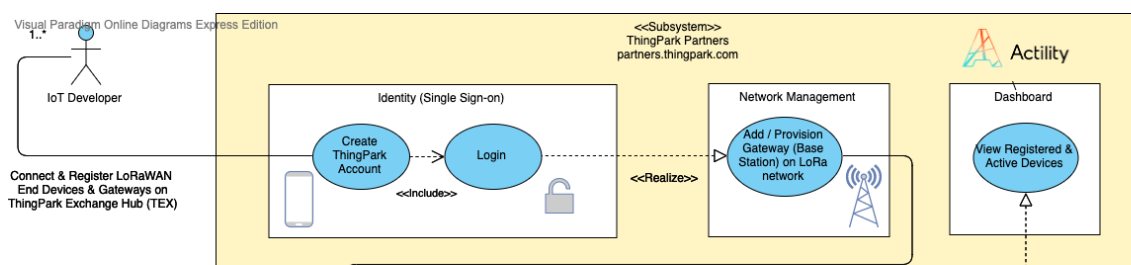 Visual Paradigm Online Diagrams Express Edition
1..*
IoT Developer
Connect & Register LoRaWAN
End Devices & Gateways on
ThingPark Exchange Hub (TEX)
<<Subsystem>>
ThingPark Partners
partners.thingpark.com
Actility
Identity (Single Sign-on)
Create
ThingPark
Account
<<Include>>
Login
<<Realize>>
Network Management
Add / Provision
Gateway (Base
Station) on LoRa
network
Dashboard
View Registered &
Active Devices